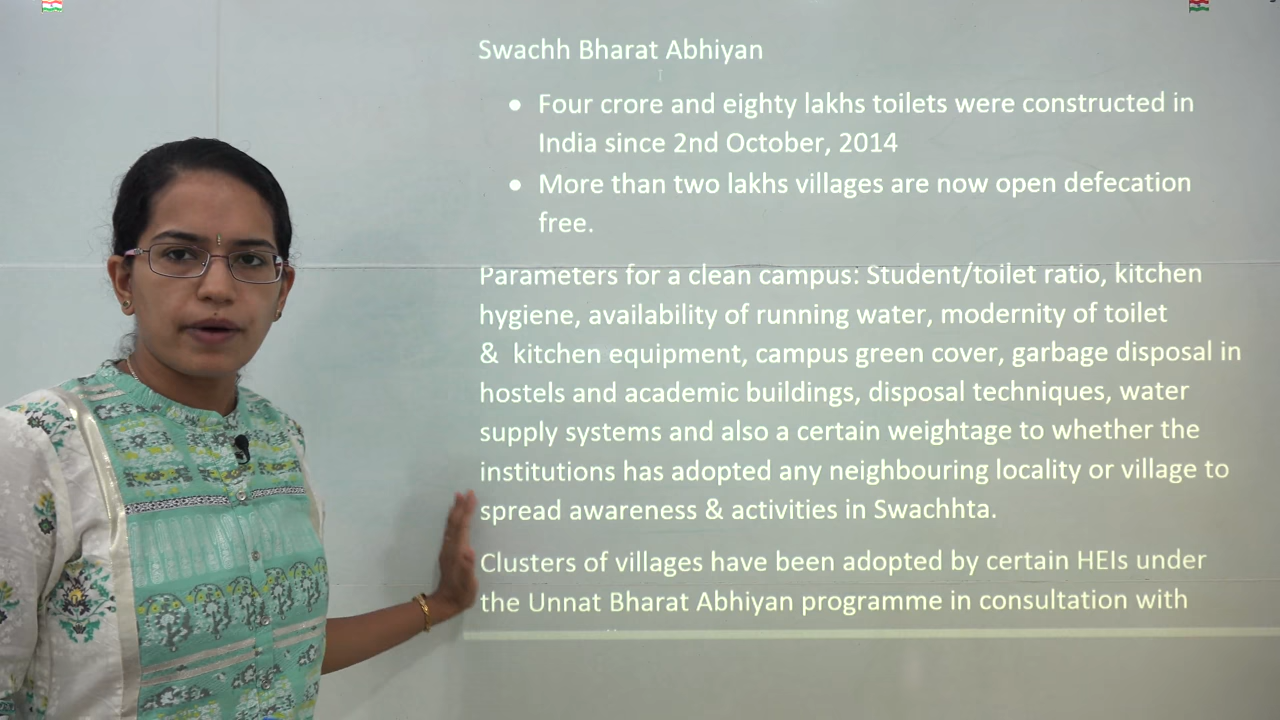 Swachh Bharat Abhiyan
• Four crore and eighty lakhs toilets were constructed in
India since 2nd October, 2014
• More than two lakhs villages are now open defecation
free.
Parameters for a clean campus: Student/toilet ratio, kitchen
hygiene, availability of running water, modernity of toilet
& kitchen equipment, campus green cover, garbage disposal in
hostels and academic buildings, disposal techniques, water
supply systems and also a certain weightage to whether the
institutions has adopted any neighbouring locality or village to
spread awareness & activities in Swachhta.
Clusters of villages have been adopted by certain HEIs under
the Unnat Bharat Abhiyan programme in consultation with